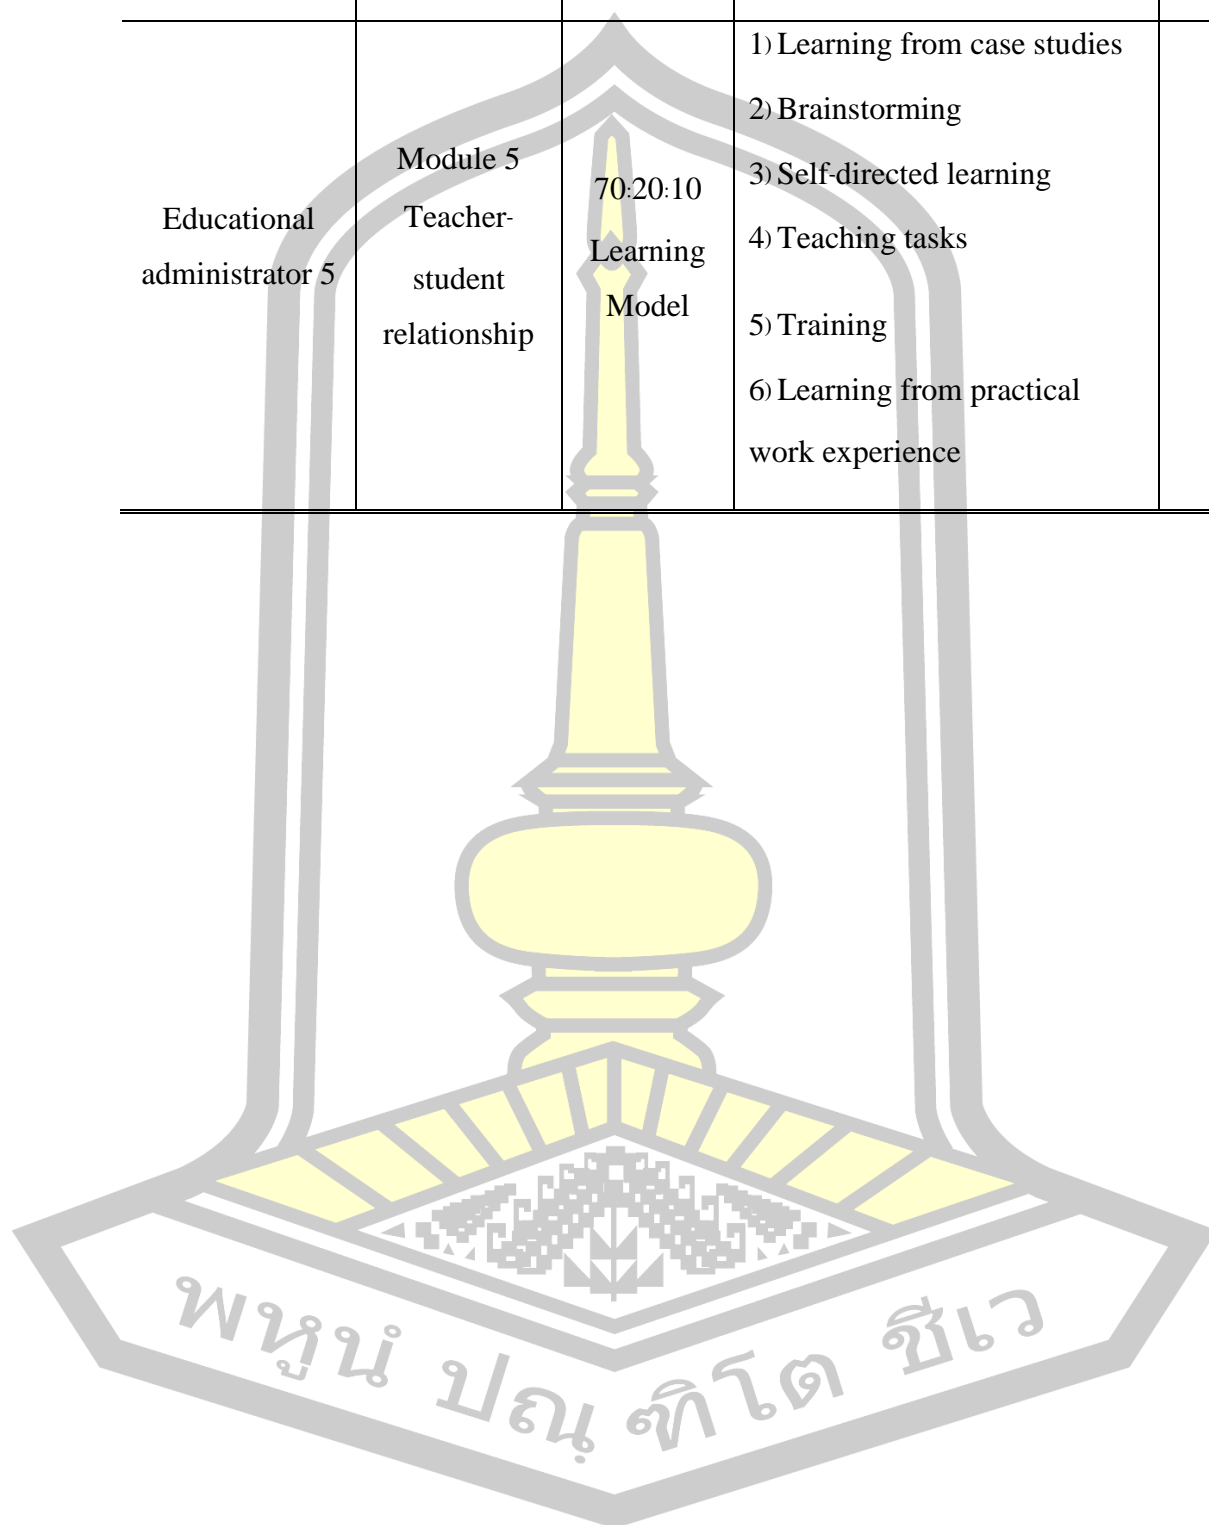 Educational
administrator 5
Module 5
Teacher-
student
relationship
70:20:10
Learning
Model
1) Learning from case studies
2) Brainstorming
3) Self-directed learning
4) Teaching tasks
5) Training
6) Learning from practical
work experience
พหูนํ ปณฺฑิโต ชีเว